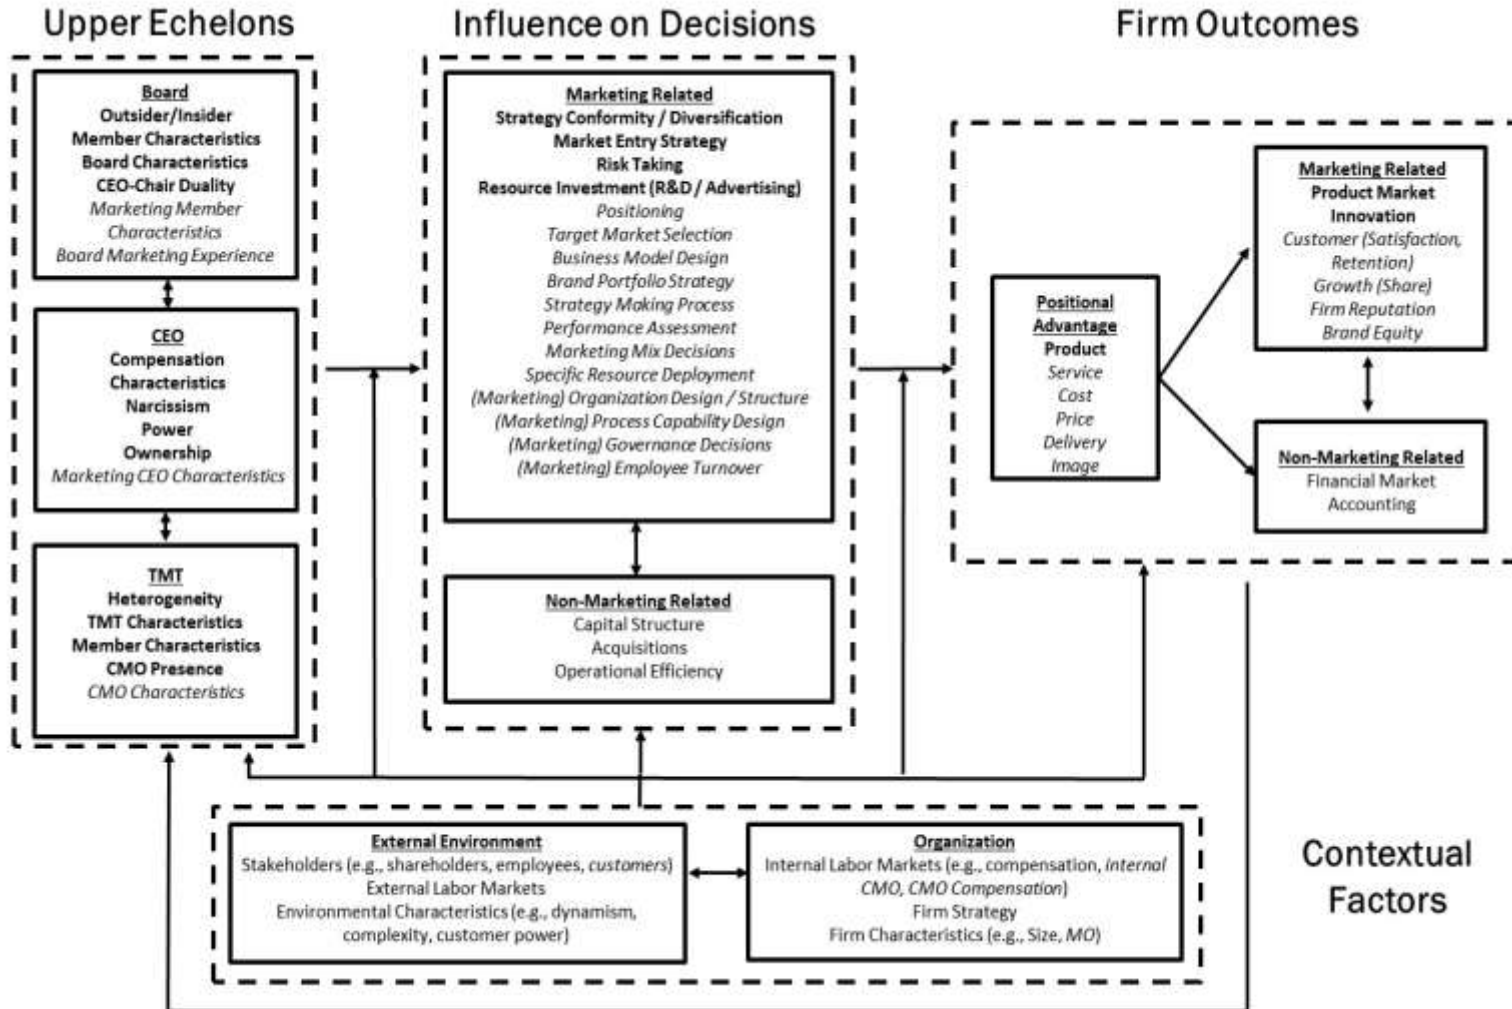 Upper Echelons
Influence on Decisions
Firm Outcomes
Board
Outsider/Insider
Member Characteristics
Board Characteristics
CEO-Chair Duality
Marketing Member
Characteristics
Board Marketing Experience
CEO
Compensation
Characteristics
Narcissism
Power
Ownership
Marketing CEO Characteristics
TMT
Heterogeneity
TMT Characteristics
Member Characteristics
CMO Presence
CMO Characteristics
Marketing Related
Strategy Conformity / Diversification
Market Entry Strategy
Risk Taking
Resource Investment (R&D / Advertising)
Positioning
Target Market Selection
Business Model Design
Brand Portfolio Strategy
Strategy Making Process
Performance Assessment
Marketing Mix Decisions
Specific Resource Deployment
(Marketing) Organization Design / Structure
(Marketing) Process Capability Design
(Marketing) Governance Decisions
(Marketing) Employee Turnover
Non-Marketing Related
Capital Structure
Acquisitions
Operational Efficiency
Positional
Advantage
Product
Service
Cost
Price
Delivery
Image
Marketing Related
Product Market
Innovation
Customer (Satisfaction,
Retention)
Growth (Share)
Firm Reputation
Brand Equity
Non-Marketing Related
Financial Market
Accounting
External Environment
Stakeholders (e.g., shareholders, employees, customers)
External Labor Markets
Environmental Characteristics (e.g., dynamism,
complexity, customer power)
Organization
Internal Labor Markets (e.g., compensation, internal
CMO, CMO Compensation)
Firm Strategy
Firm Characteristics (e.g., Size, MO)
Contextual
Factors